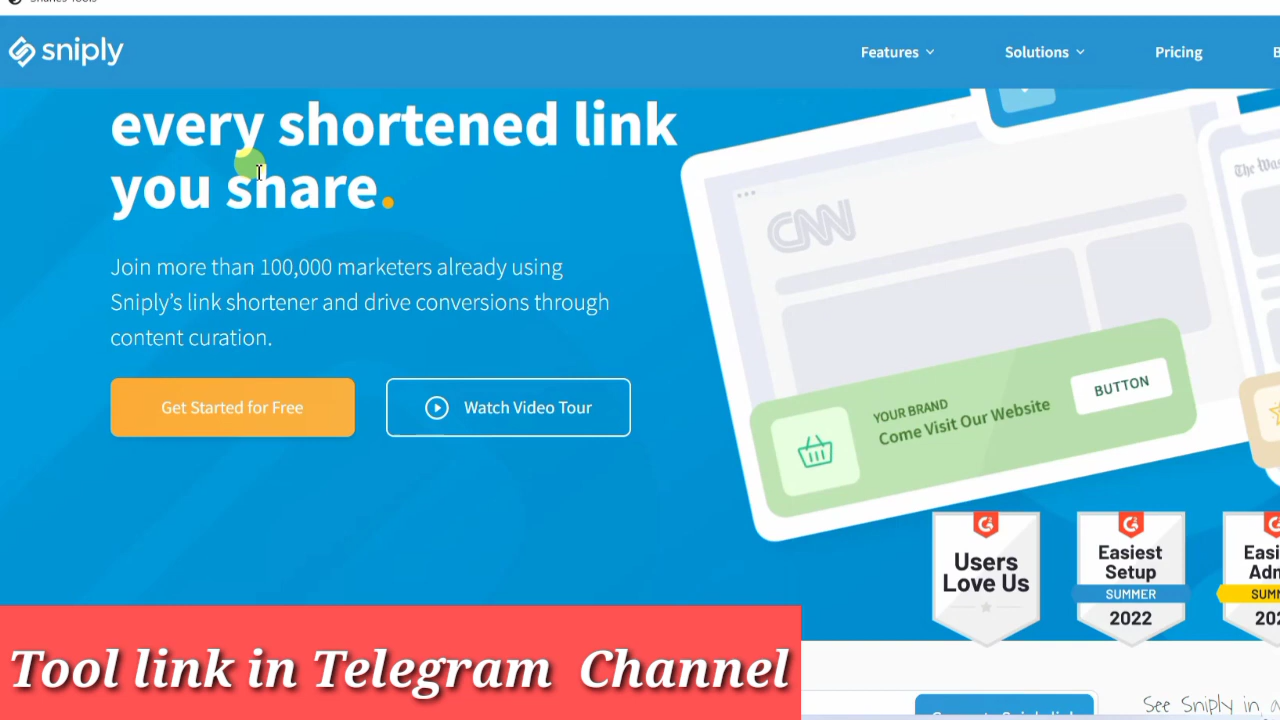 sniply
Features
Solutions
Pricing
every shortened link
you share.
Join more than 100,000 marketers already using
Sniply's link shortener and drive conversions through
content curation.
Get Started for Free
Watch Video Tour
CNN
YOUR BRAND
Come Visit Our Website
BUTTON
Users
Love Us
Easiest
Setup
SUMMER
2022
Tool link in Telegram Channel
See Sniply in